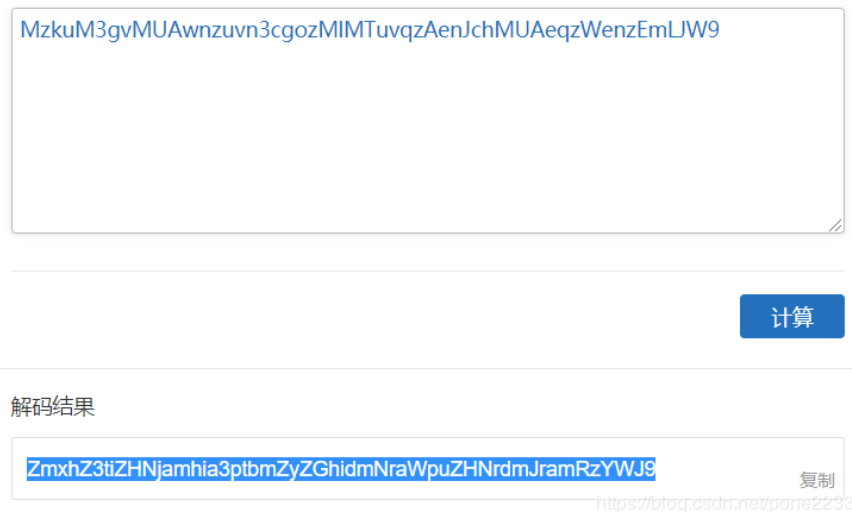 MzkuM3gvMUAwnzuvn3cgozMlMTuvqzAenJchMUAeqzWenzEmLJW9
计算
解码结果
ZmxhZ3tiZHNjamhia3ptbmZyZGhidmNraWpuZHNrdmJramRzYWJ9
复制
https://blog.csdn.net/pone2233